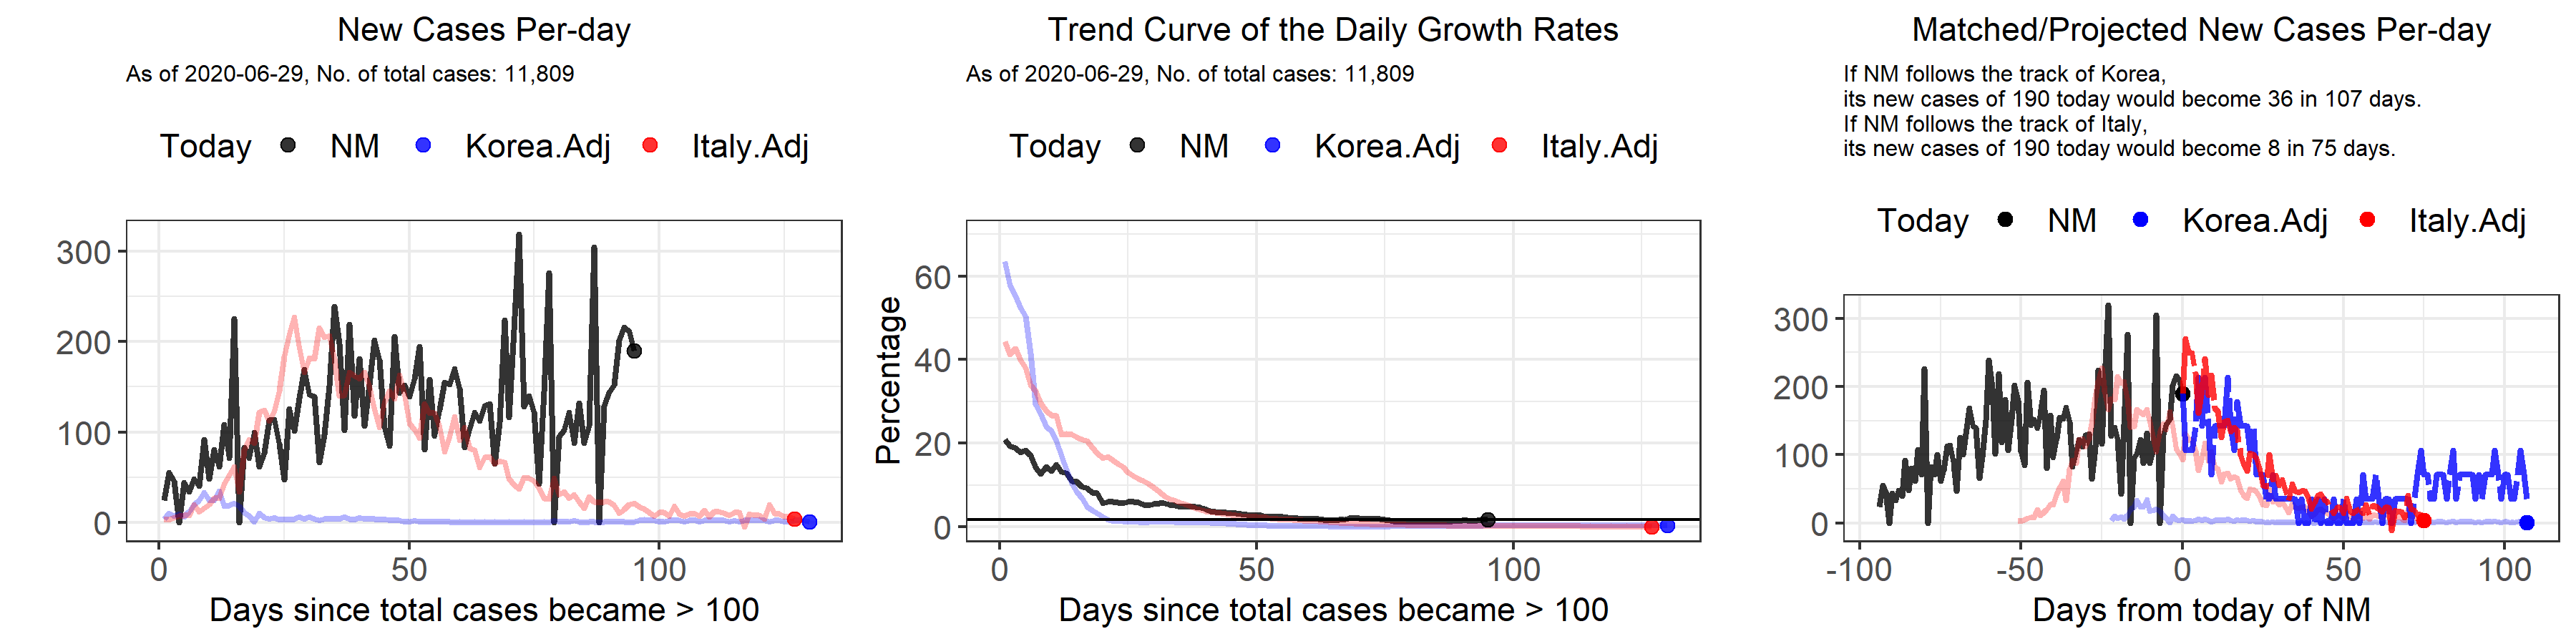 New Cases Per-day
As of 2020-06-29, No. of total cases: 11,809
Today NM Korea.Adj Italy.Adj
300
200
100
0
0 50 100
Days since total cases became > 100
Trend Curve of the Daily Growth Rates
As of 2020-06-29, No. of total cases: 11,809
Today NM Korea.Adj Italy.Adj
Percentage
60
40
20
0
0 50 100
Days since total cases became > 100
Matched/Projected New Cases Per-day
If NM follows the track of Korea,
its new cases of 190 today would become 36 in 107 days.
If NM follows the track of Italy,
its new cases of 190 today would become 8 in 75 days.
Today NM Korea.Adj Italy.Adj
300
200
100
0
-100 -50 0 50 100
Days from today of NM